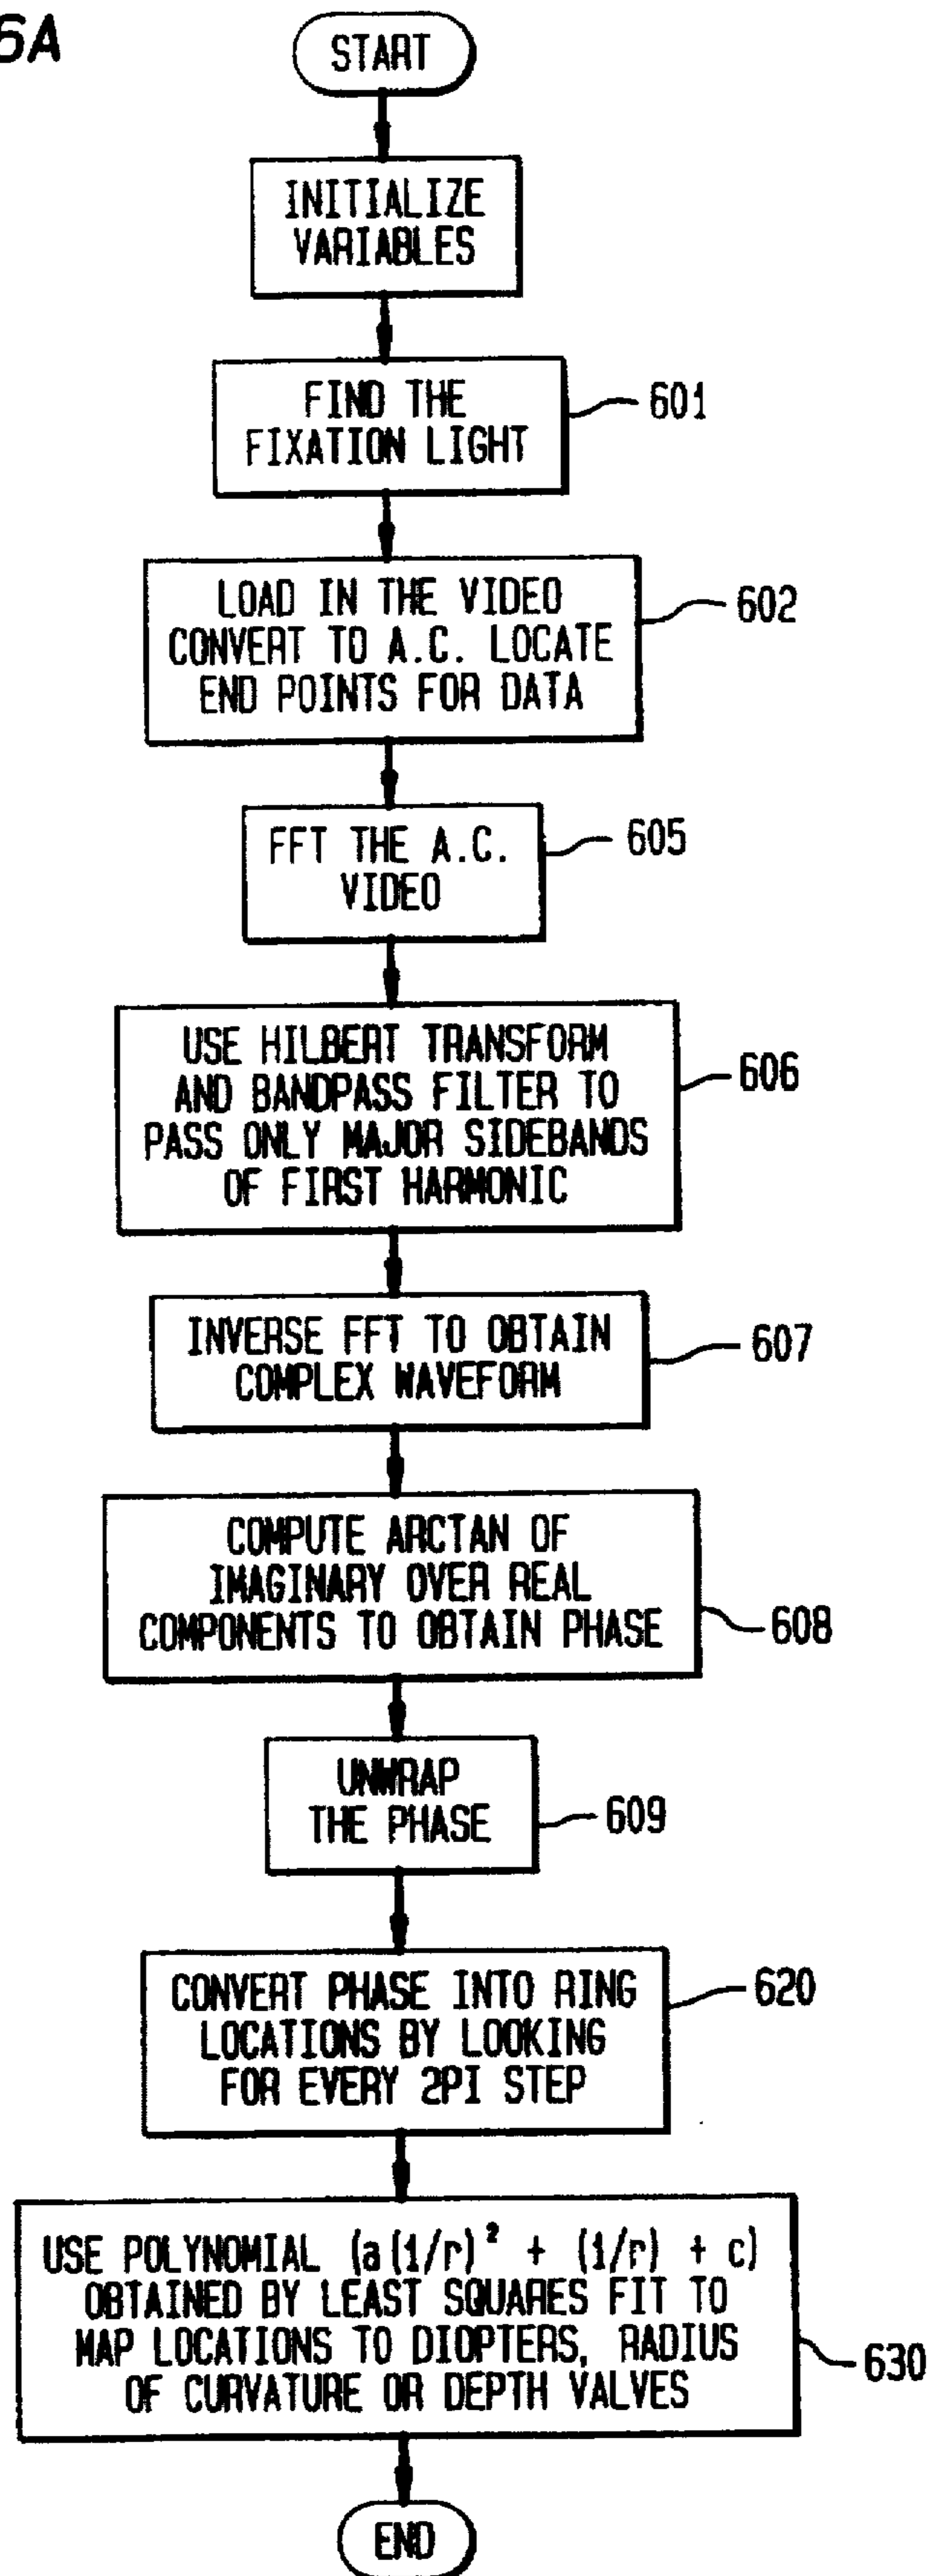 6A
START
INITIALIZE
VARIABLES
FIND THE
FIXATION LIGHT
601
LOAD IN THE VIDEO
CONVERT TO A.C. LOCATE
END POINTS FOR DATA
602
FFT THE A.C.
VIDEO
605
USE HILBERT TRANSFORM
AND BANDPASS FILTER TO
PASS ONLY MAJOR SIDEBANDS
OF FIRST HARMONIC
606
INVERSE FFT TO OBTAIN
COMPLEX WAVEFORM
607
COMPUTE ARCTAN OF
IMAGINARY OVER REAL
COMPONENTS TO OBTAIN PHASE
608
UNWRAP
THE PHASE
609
CONVERT PHASE INTO RING
LOCATIONS BY LOOKING
FOR EVERY 2PI STEP
620
USE POLYNOMIAL (a(1/r)² + (1/r) + c)
OBTAINED BY LEAST SQUARES FIT TO
MAP LOCATIONS TO DIOPTERS, RADIUS
OF CURVATURE OR DEPTH VALVES
630
END